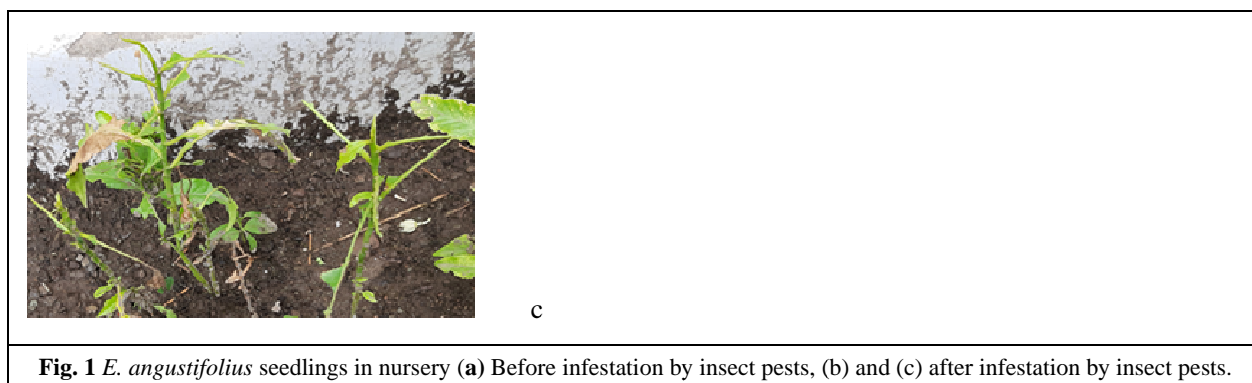 c
Fig. 1 E. angustifolius seedlings in nursery (a) Before infestation by insect pests, (b) and (c) after infestation by insect pests.